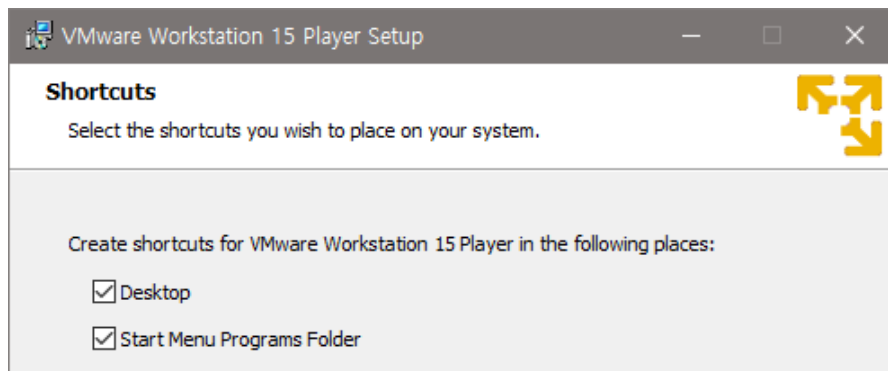 VMware Workstation 15 Player Setup
Shortcuts
Select the shortcuts you wish to place on your system.
Create shortcuts for VMware Workstation 15 Player in the following places:
Desktop
Start Menu Programs Folder